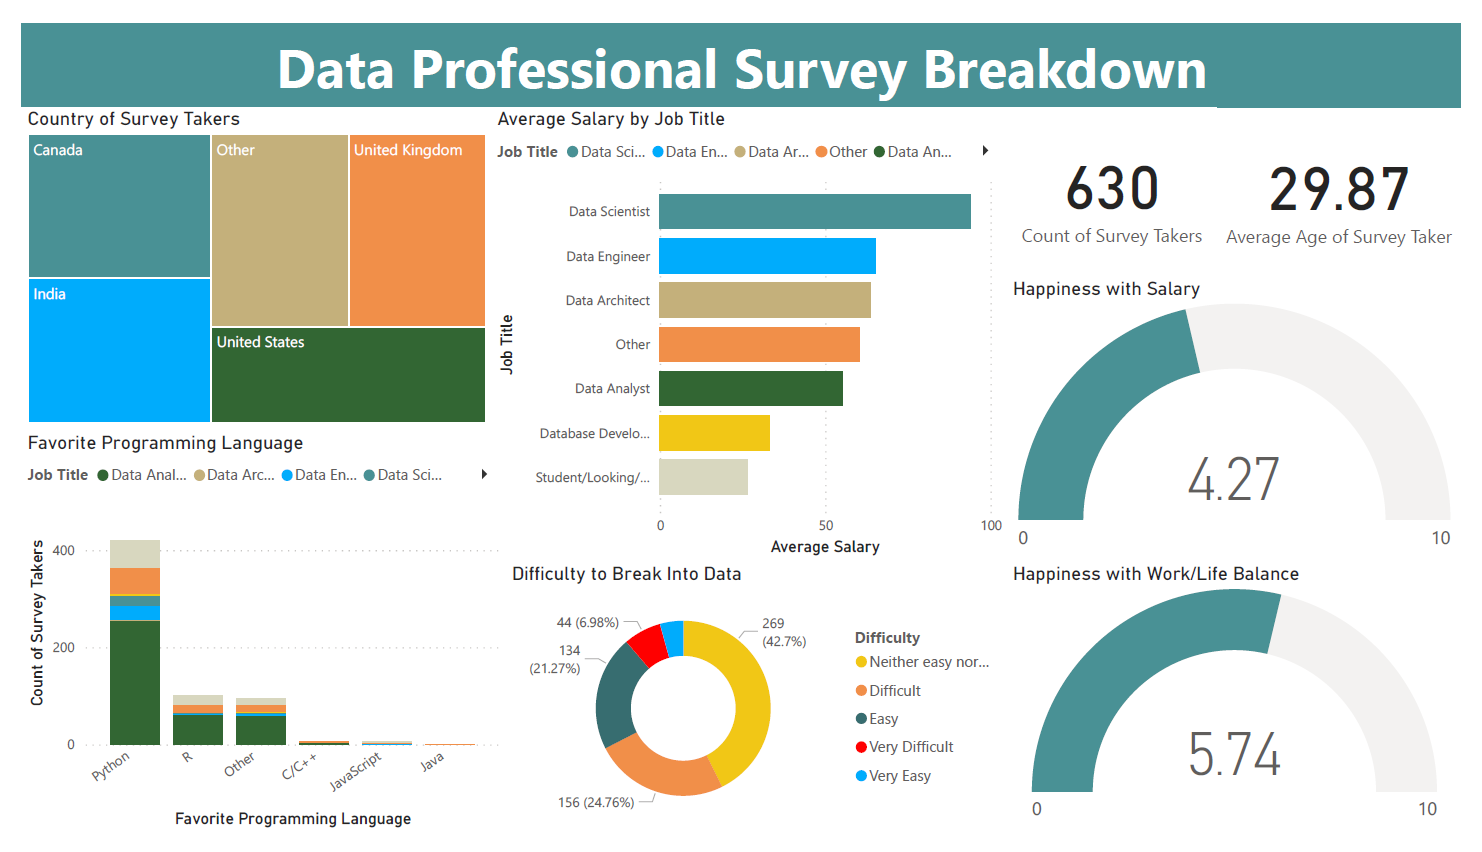 Data Professional Survey Breakdown
Country of Survey Takers
Canada
Other
United Kingdom
India
United States
Average Salary by Job Title
Job Title Data Sci... Data En... Data Ar... Other Data An...
Job Title
Data Scientist
Data Engineer
Data Architect
Other
Data Analyst
Database Develo...
Student/Looking/...
0 50 100
Average Salary
630
Count of Survey Takers
29.87
Average Age of Survey Taker
Happiness with Salary
4.27
0 10
Favorite Programming Language
Job Title Data Anal... Data Arc... Data En... Data Sci...
Count of Survey Takers
400
200
0
Python R Other C/C++ JavaScript Java
Favorite Programming Language
Difficulty to Break Into Data
44 (6.98%)
134
(21.27%)
269
(42.7%)
156 (24.76%)
Difficulty
Neither easy nor...
Difficult
Easy
Very Difficult
Very Easy
Happiness with Work/Life Balance
5.74
0 10